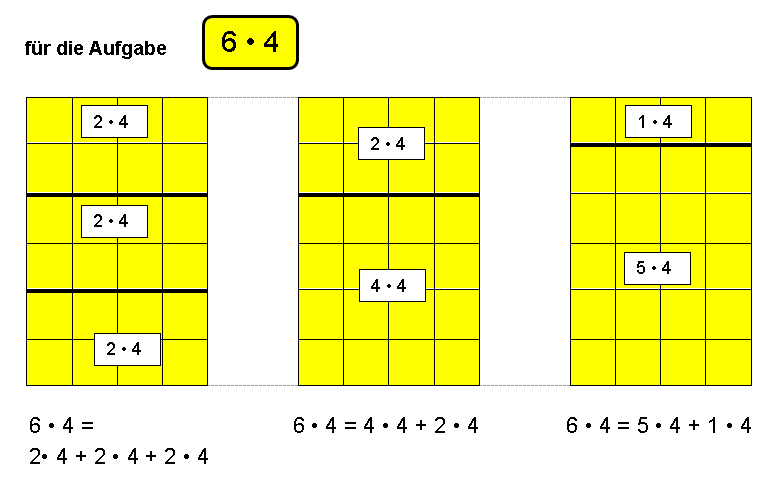 für die Aufgabe 6 • 4
2 • 4
2 • 4
2 • 4
6 • 4 =
2• 4 + 2 • 4 + 2 • 4
2 • 4
4 • 4
6 • 4 = 4 • 4 + 2 • 4
1 • 4
5 • 4
6 • 4 = 5 • 4 + 1 • 4